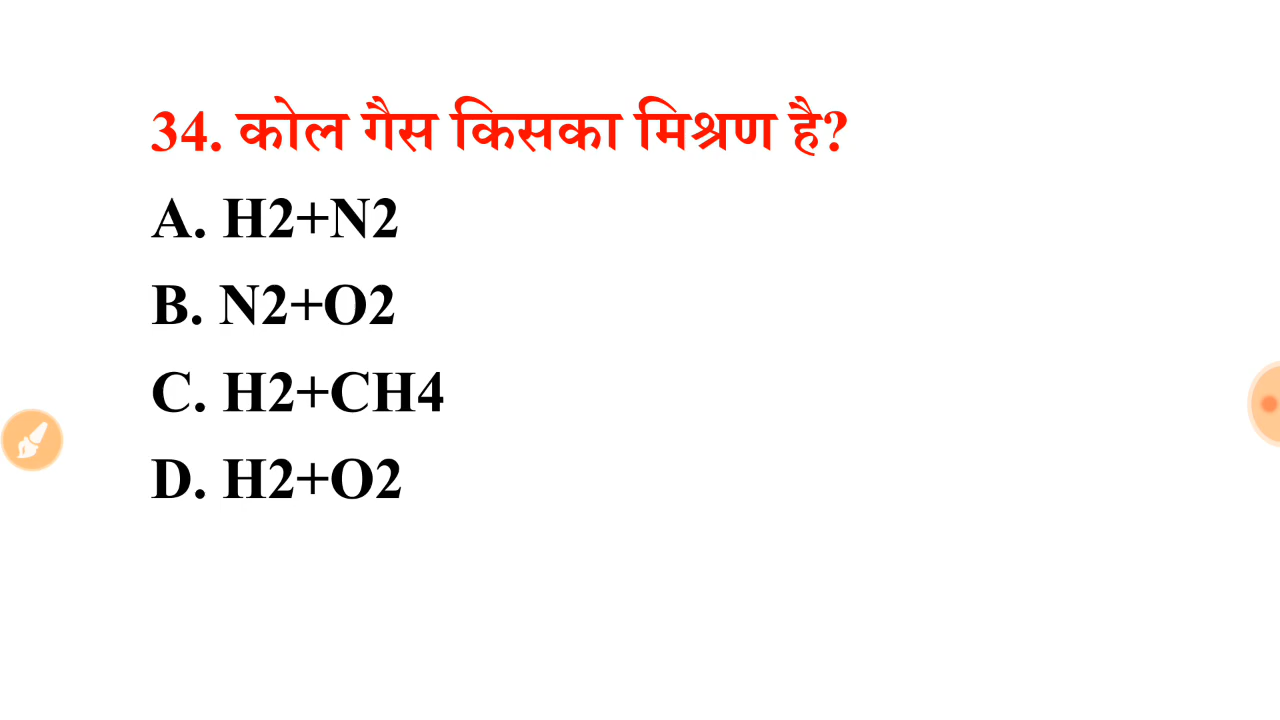 34. कोल गैस किसका मिश्रण है?
A. H2+N2
B. N2+O2
C. H2+CH4
D. H2+O2